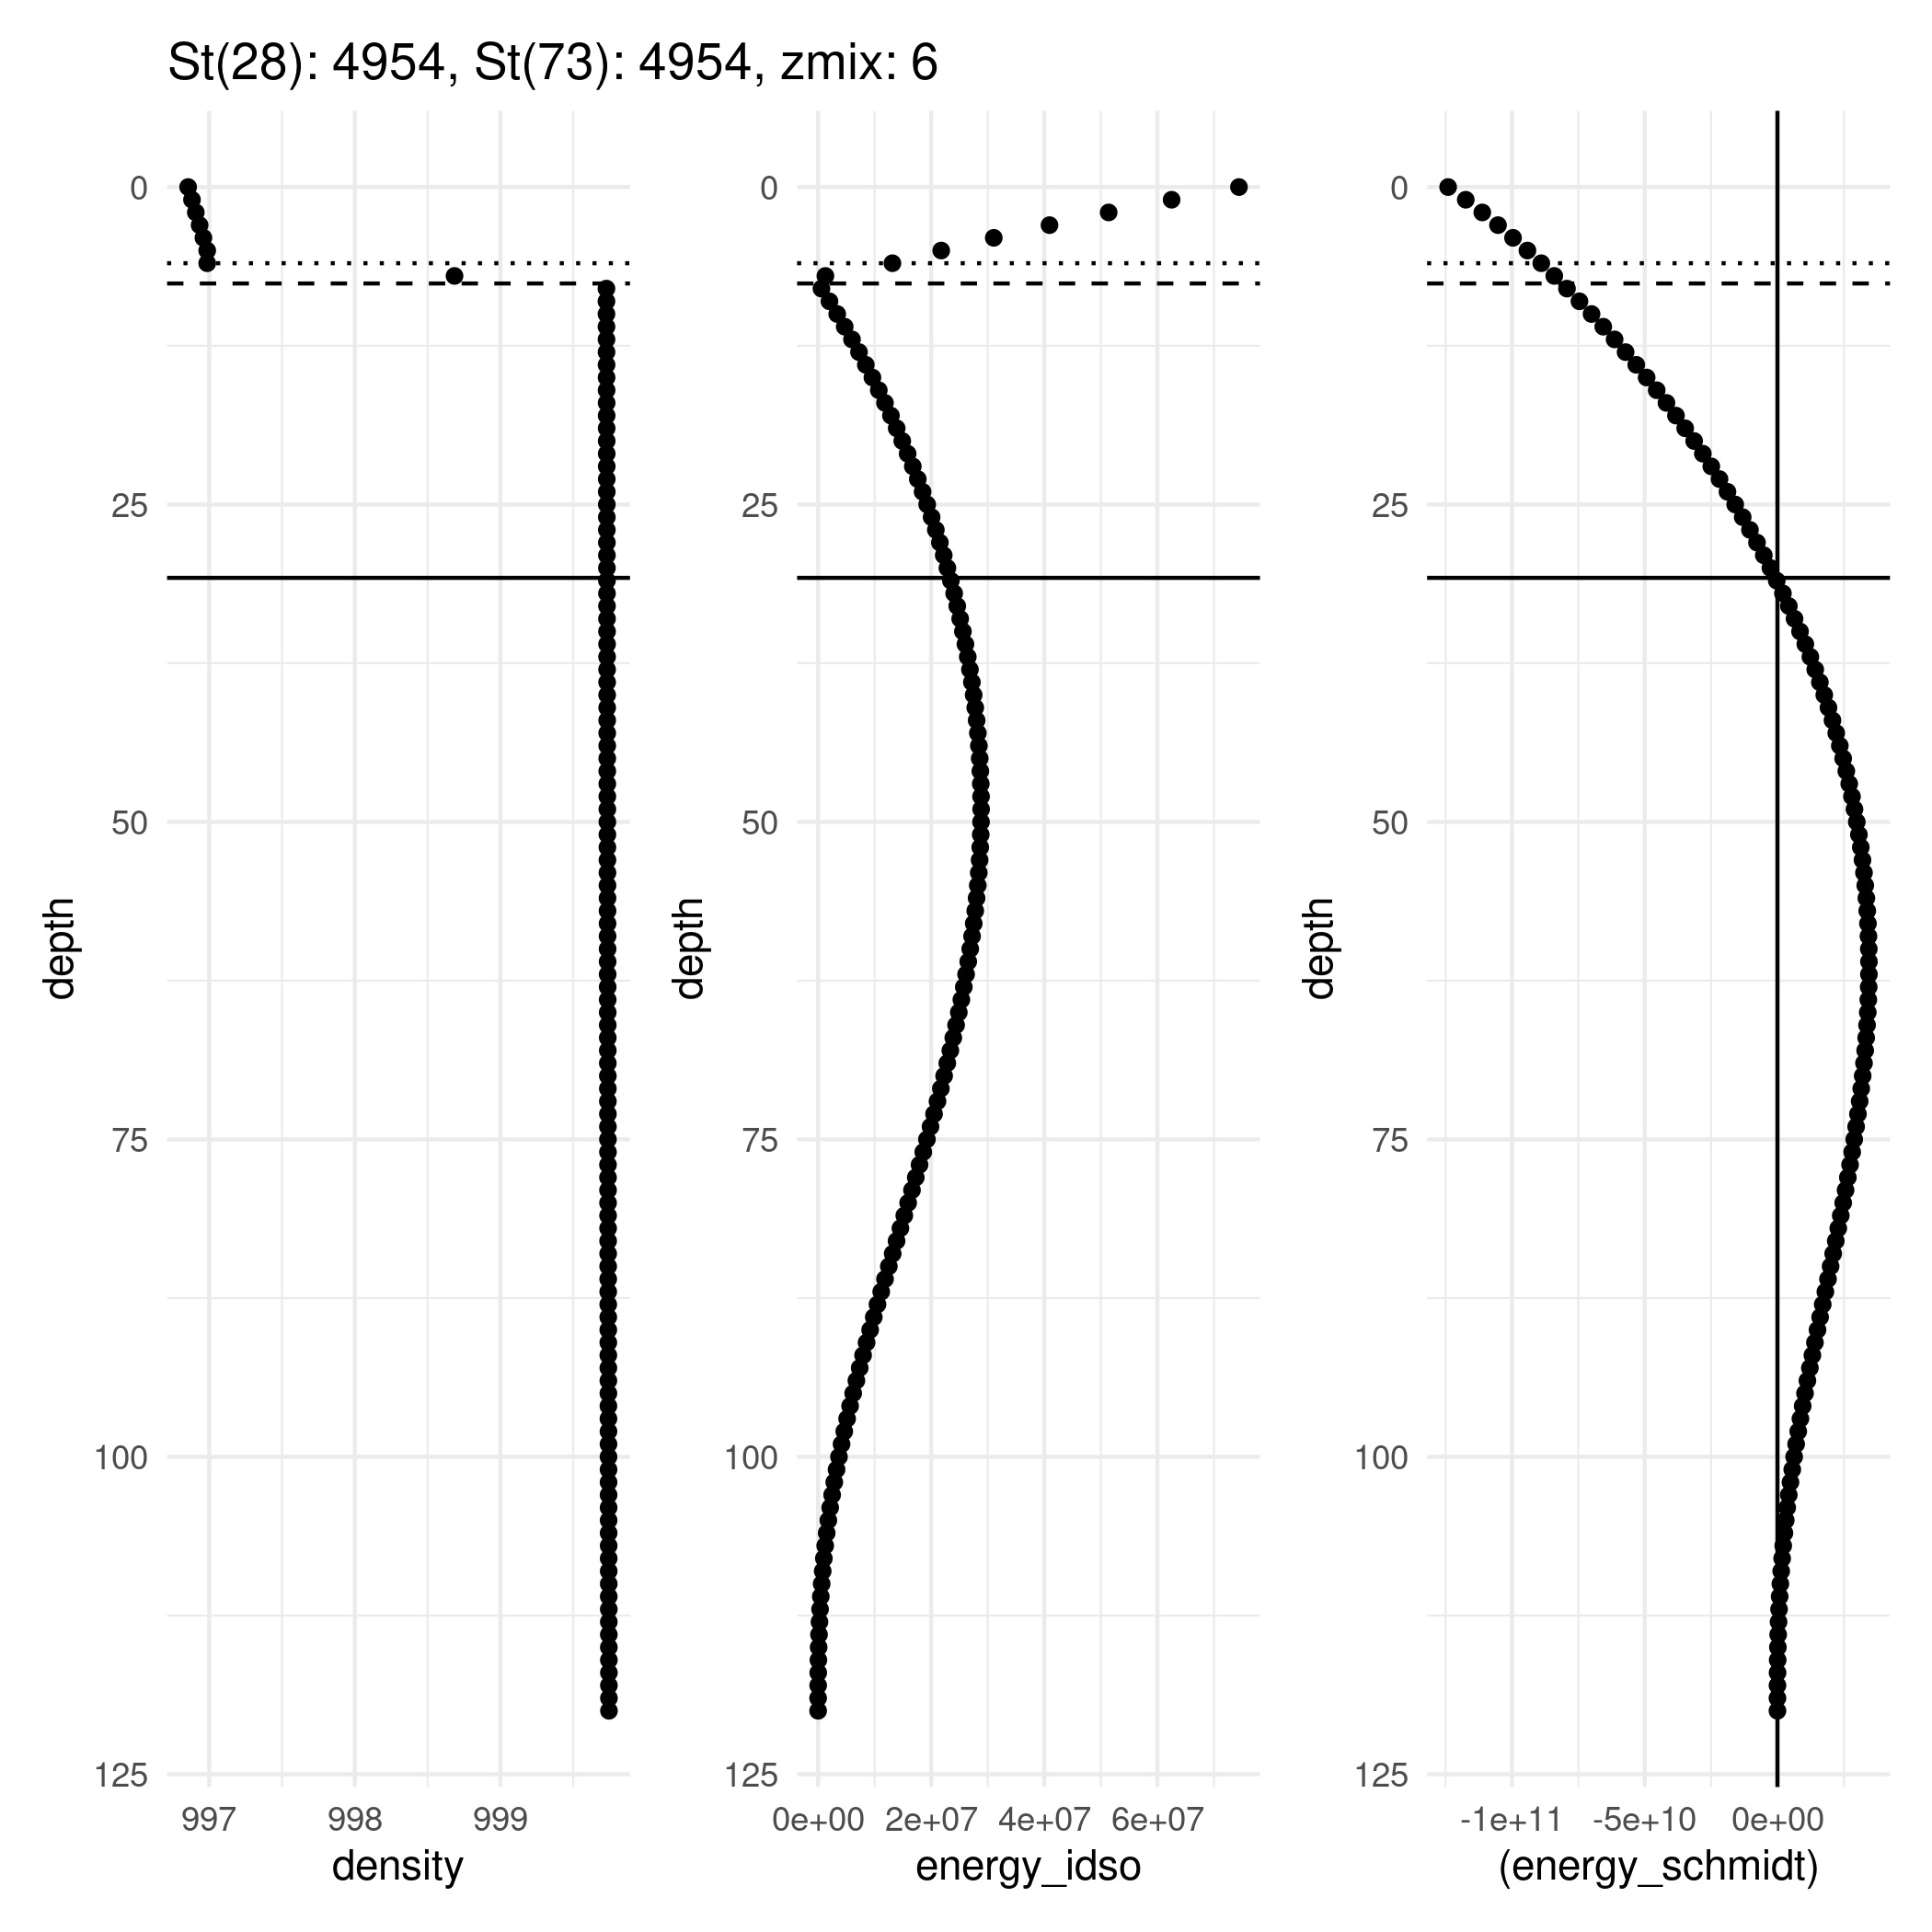 St(28): 4954, St(73): 4954, zmix: 6
0
25
50
75
100
125
depth
997 998 999
density
0
25
50
75
100
125
depth
0e+00 2e+07 4e+07 6e+07
energy_idso
0
25
50
75
100
125
depth
-1e+11 -5e+10 0e+00
(energy_schmidt)